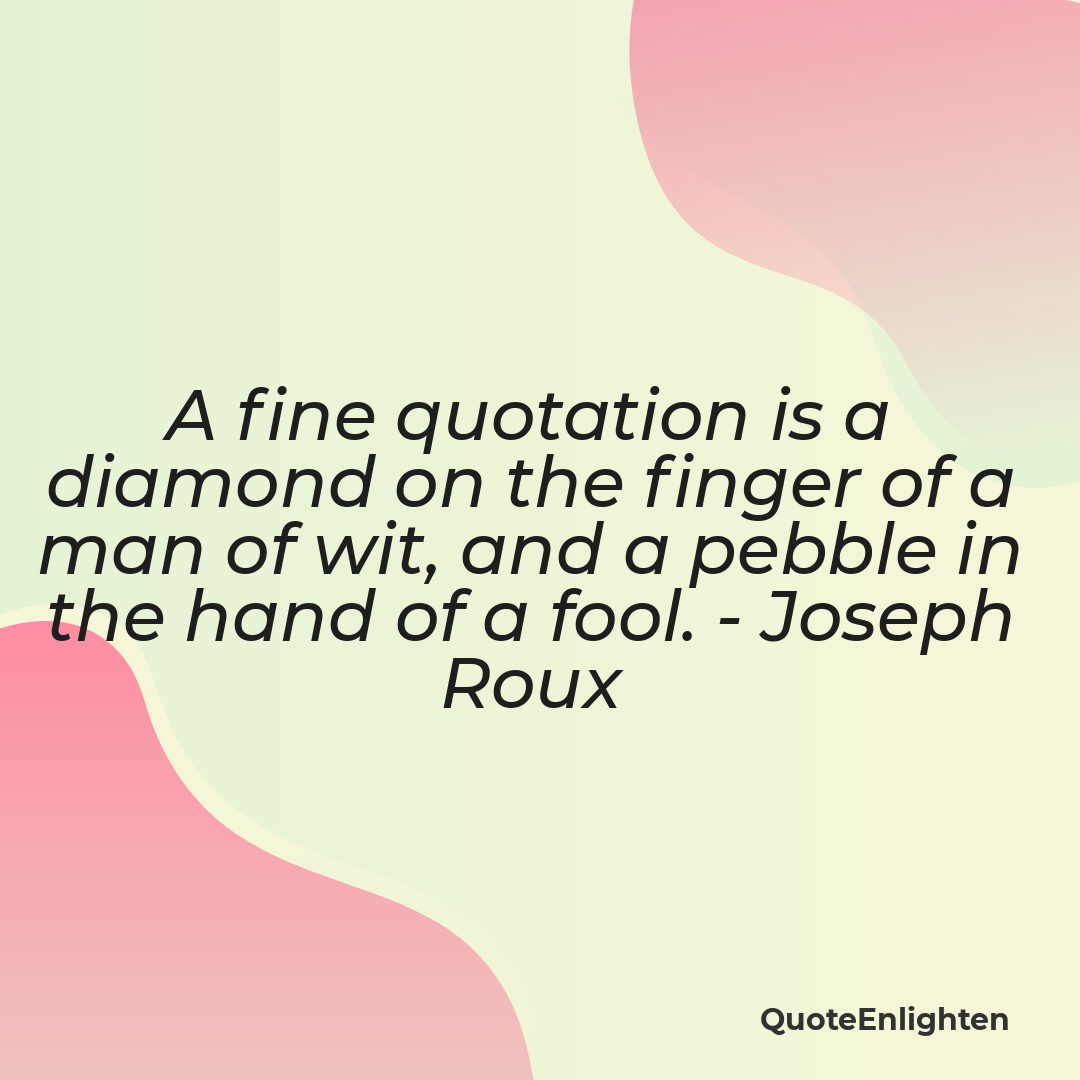 A fine quotation is a
diamond on the finger of a
man of wit, and a pebble in
the hand of a fool. - Joseph
Roux
QuoteEnlighten